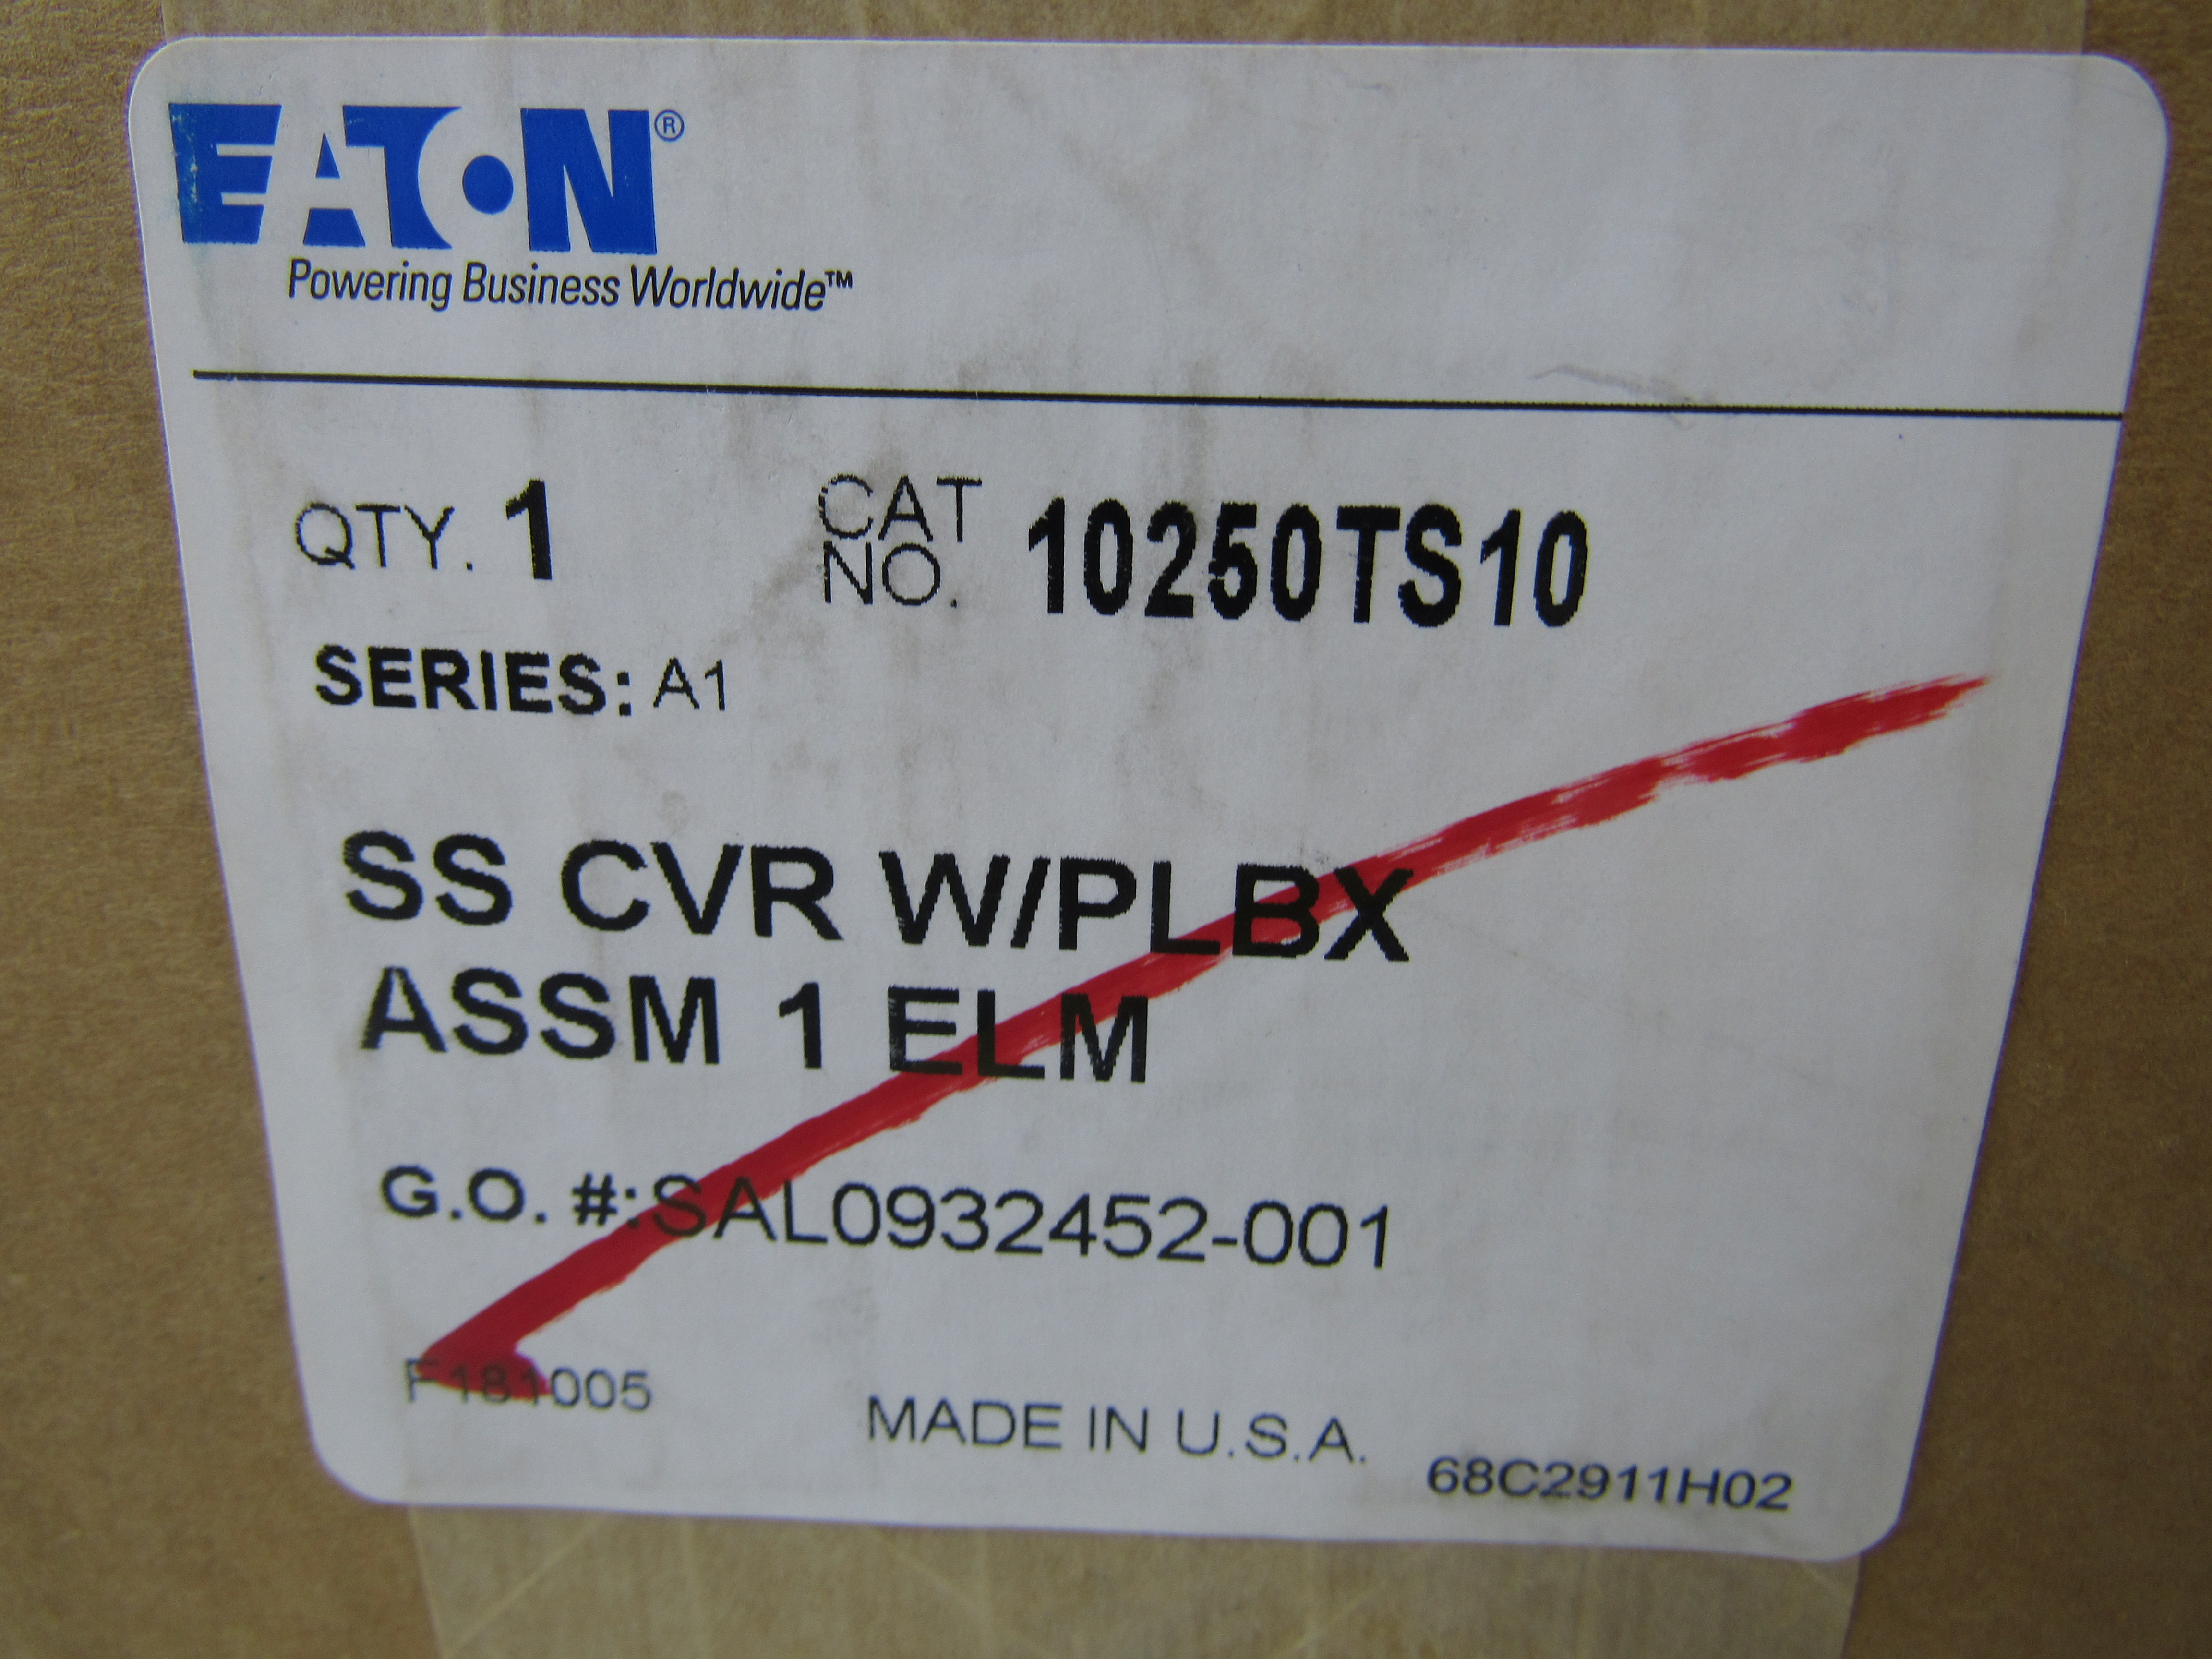 EATON®
Powering Business Worldwide™
QTY. 1 CAT NO. 10250TS10
SERIES: A1
SS CVR W/PLBX
ASSM 1 ELM
G.O. #:SAL0932452-001
F181005
MADE IN U.S.A.
68C2911H02